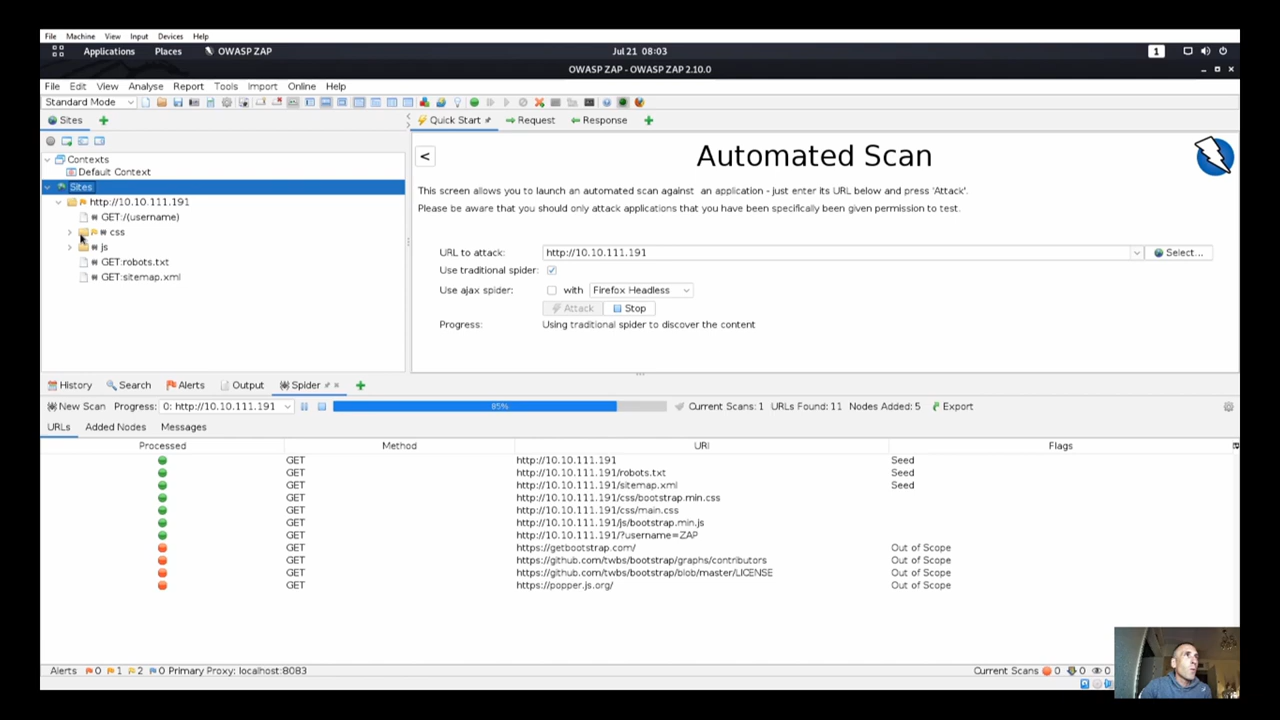 File Machine View Input Devices Help
Applications Places OWASP ZAP Jul 21 08:03 1
OWASP ZAP - OWASP ZAP 2.10.0
File Edit View Analyse Report Tools Import Online Help
Standard Mode
Sites
Quick Start Request Response
Contexts
Default Context
Sites
http://10.10.111.191
GET:/(username)
css
js
GET:robots.txt
GET:sitemap.xml
<
Automated Scan
This screen allows you to launch an automated scan against an application - just enter its URL below and press 'Attack'.
Please be aware that you should only attack applications that you have been specifically been given permission to test.
URL to attack: http://10.10.111.191 Select...
Use traditional spider:
Use ajax spider: with Firefox Headless
Attack Stop
Progress: Using traditional spider to discover the content
History Search Alerts Output Spider
New Scan Progress: 0: http://10.10.111.191 85% Current Scans: 1 URLs Found: 11 Nodes Added: 5 Export
URLs Added Nodes Messages
Processed Method URI Flags
GET http://10.10.111.191 Seed
GET http://10.10.111.191/robots.txt Seed
GET http://10.10.111.191/sitemap.xml Seed
GET http://10.10.111.191/css/bootstrap.min.css
GET http://10.10.111.191/css/main.css
GET http://10.10.111.191/js/bootstrap.min.js
GET http://10.10.111.191/?username=ZAP
GET https://getbootstrap.com/ Out of Scope
GET https://github.com/twbs/bootstrap/graphs/contributors Out of Scope
GET https://github.com/twbs/bootstrap/blob/master/LICENSE Out of Scope
GET https://popper.js.org/ Out of Scope
Alerts 0 1 2 0 Primary Proxy: localhost:8083 Current Scans 0 0 0